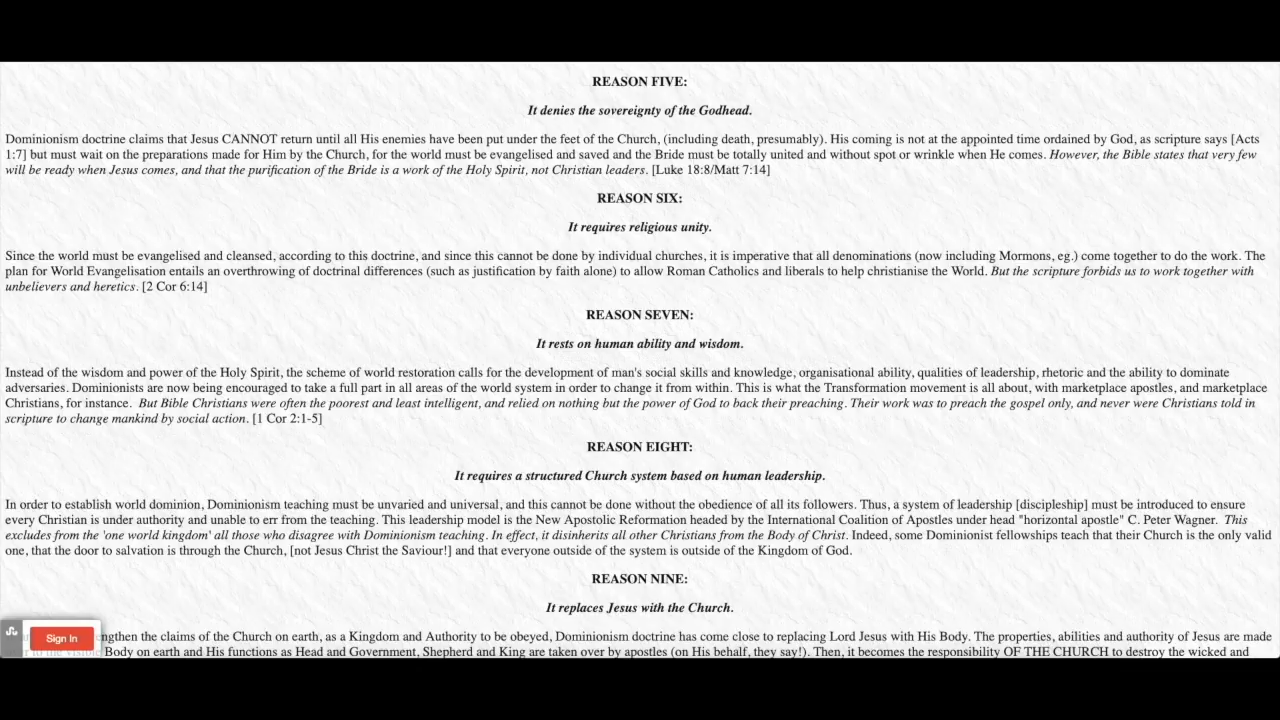 REASON FIVE:
It denies the sovereignty of the Godhead.
Dominionism doctrine claims that Jesus CANNOT return until all His enemies have been put under the feet of the Church, (including death, presumably). His coming is not at the appointed time ordained by God, as scripture says [Acts
1:7] but must wait on the preparations made for Him by the Church, for the world must be evangelised and saved and the Bride must be totally united and without spot or wrinkle when He comes. However, the Bible states that very few
will be ready when Jesus comes, and that the purification of the Bride is a work of the Holy Spirit, not Christian leaders. [Luke 18:8/Matt 7:14]
REASON SIX:
It requires religious unity.
Since the world must be evangelised and cleansed, according to this doctrine, and since this cannot be done by individual churches, it is imperative that all denominations (now including Mormons, eg.) come together to do the work. The
plan for World Evangelisation entails an overthrowing of doctrinal differences (such as justification by faith alone) to allow Roman Catholics and liberals to help christianise the World. But the scripture forbids us to work together with
unbelievers and heretics. [2 Cor 6:14]
REASON SEVEN:
It rests on human ability and wisdom.
Instead of the wisdom and power of the Holy Spirit, the scheme of world restoration calls for the development of man's social skills and knowledge, organisational ability, qualities of leadership, rhetoric and the ability to dominate
adversaries. Dominionists are now being encouraged to take a full part in all areas of the world system in order to change it from within. This is what the Transformation movement is all about, with marketplace apostles, and marketplace
Christians, for instance. But Bible Christians were often the poorest and least intelligent, and relied on nothing but the power of God to back their preaching. Their work was to preach the gospel only, and never were Christians told in
scripture to change mankind by social action. [1 Cor 2:1-5]
REASON EIGHT:
It requires a structured Church system based on human leadership.
In order to establish world dominion, Dominionism teaching must be unvaried and universal, and this cannot be done without the obedience of all its followers. Thus, a system of leadership [discipleship] must be introduced to ensure
every Christian is under authority and unable to err from the teaching. This leadership model is the New Apostolic Reformation headed by the International Coalition of Apostles under head "horizontal apostle" C. Peter Wagner. This
excludes from the 'one world kingdom' all those who disagree with Dominionism teaching. In effect, it disinherits all other Christians from the Body of Christ. Indeed, some Dominionist fellowships teach that their Church is the only valid
one, that the door to salvation is through the Church, [not Jesus Christ the Saviour!] and that everyone outside of the system is outside of the Kingdom of God.
REASON NINE:
It replaces Jesus with the Church.
engthen the claims of the Church on earth, as a Kingdom and Authority to be obeyed, Dominionism doctrine has come close to replacing Lord Jesus with His Body. The properties, abilities and authority of Jesus are made
Body on earth and His functions as Head and Government, Shepherd and King are taken over by apostles (on His behalf, they say!). Then, it becomes the responsibility OF THE CHURCH to destroy the wicked and
Sign In